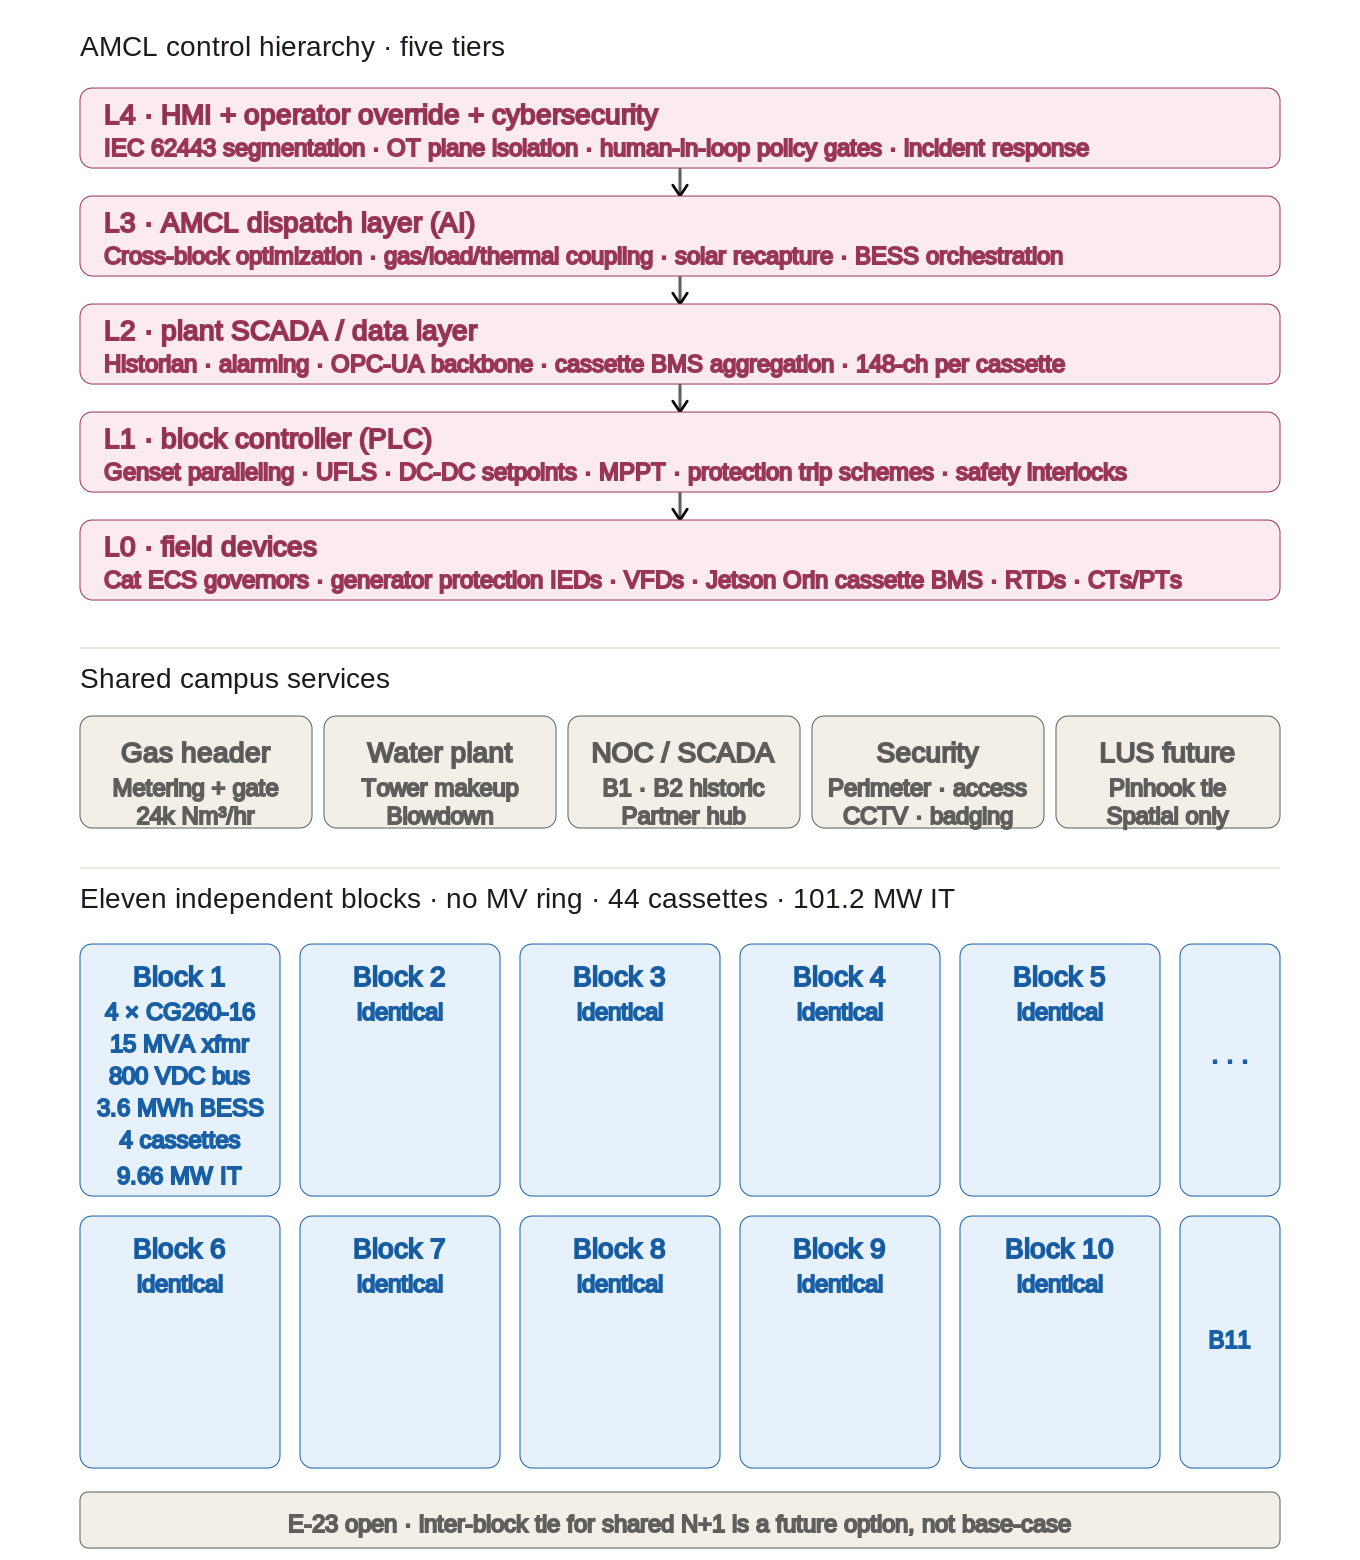 AMCL control hierarchy · five tiers
L4 · HMI + operator override + cybersecurity
IEC 62443 segmentation · OT plane isolation · human-in-loop policy gates · incident response
L3 · AMCL dispatch layer (AI)
Cross-block optimization · gas/load/thermal coupling · solar recapture · BESS orchestration
L2 · plant SCADA / data layer
Historian · alarming · OPC-UA backbone · cassette BMS aggregation · 148-ch per cassette
L1 · block controller (PLC)
Genset paralleling · UFLS · DC-DC setpoints · MPPT · protection trip schemes · safety interlocks
L0 · field devices
Cat ECS governors · generator protection IEDs · VFDs · Jetson Orin cassette BMS · RTDs · CTs/PTs
Shared campus services
Gas header
Metering + gate
24k Nm³/hr
Water plant
Tower makeup
Blowdown
NOC / SCADA
B1 · B2 historic
Partner hub
Security
Perimeter · access
CCTV · badging
LUS future
Pinhook tie
Spatial only
Eleven independent blocks · no MV ring · 44 cassettes · 101.2 MW IT
Block 1
4 × CG260-16
15 MVA xfmr
800 VDC bus
3.6 MWh BESS
4 cassettes
9.66 MW IT
Block 2
identical
Block 3
identical
Block 4
identical
Block 5
identical
. . .
Block 6
identical
Block 7
identical
Block 8
identical
Block 9
identical
Block 10
identical
B11
E-23 open · inter-block tie for shared N+1 is a future option, not base-case